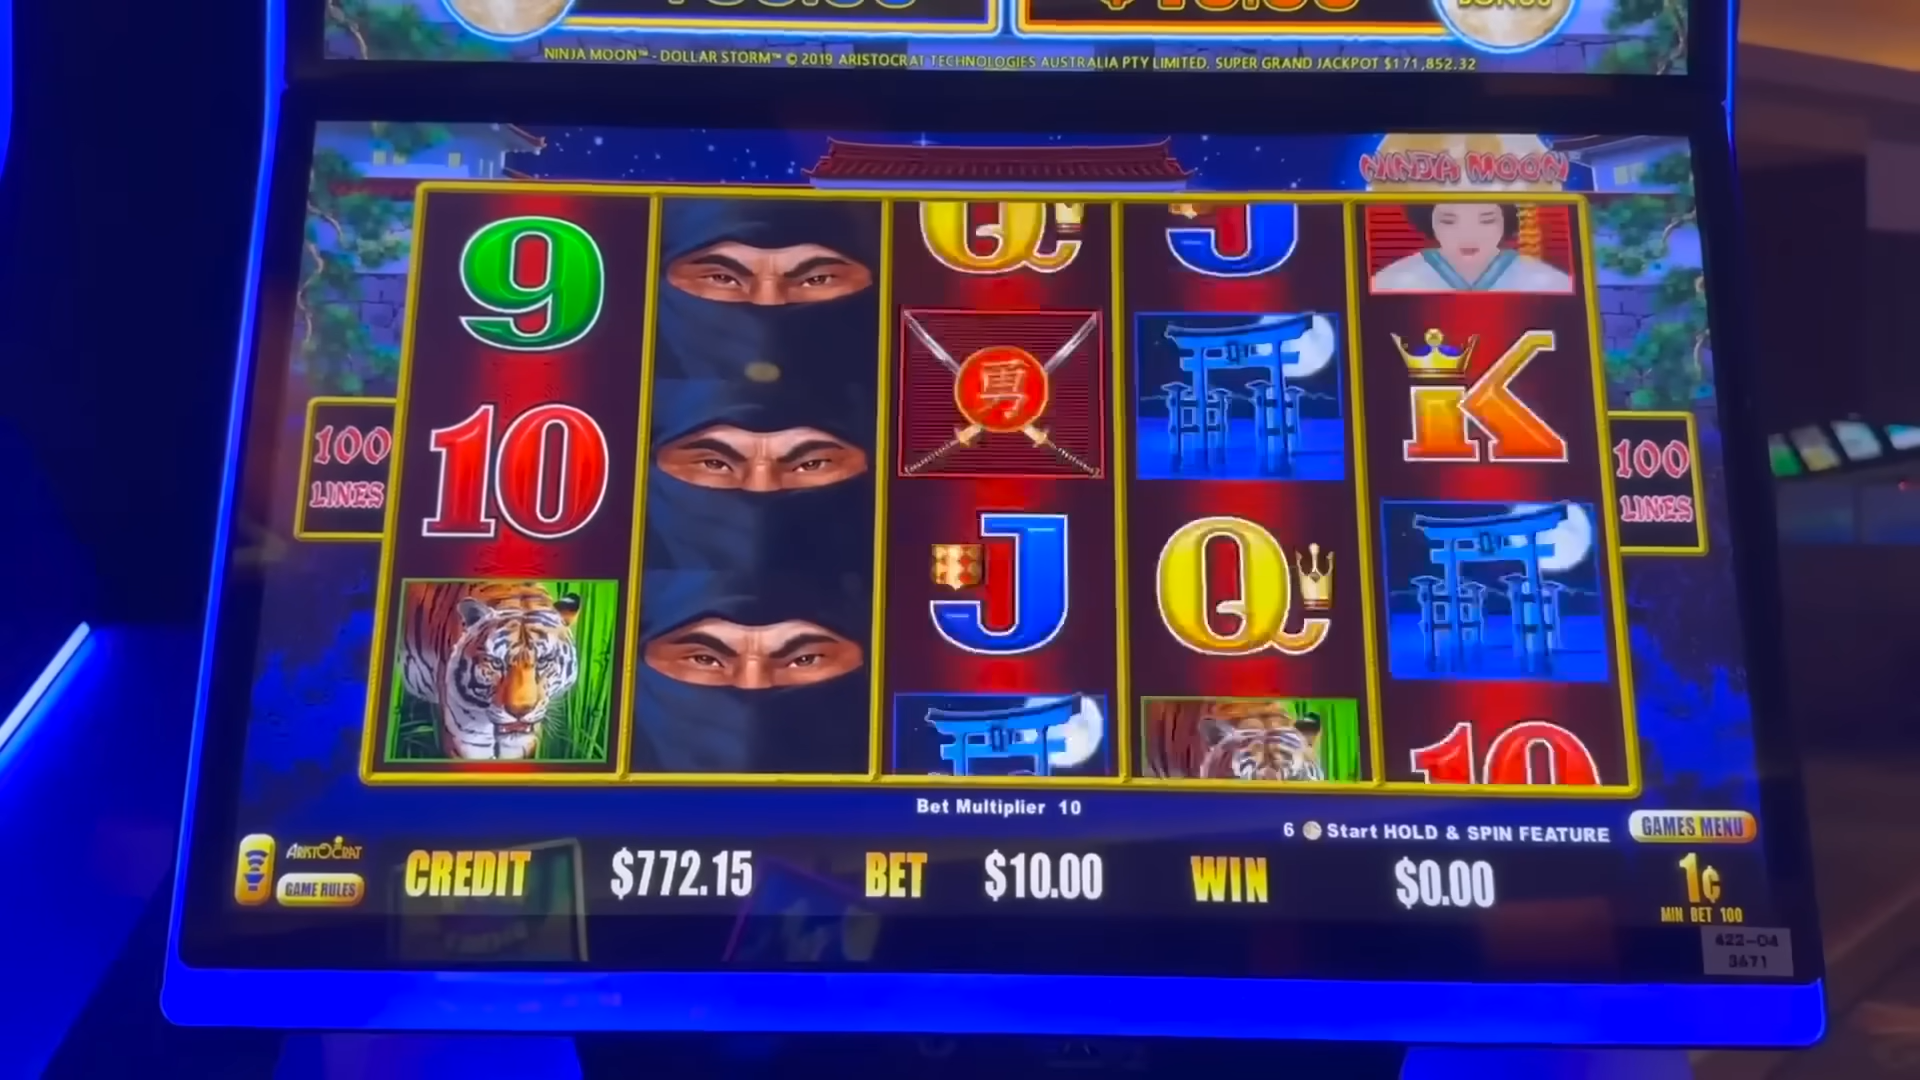 BONUS
NINJA MOON™ - DOLLAR STORM™ © 2019 ARISTOCRAT TECHNOLOGIES AUSTRALIA PTY LIMITED. SUPER GRAND JACKPOT $171,852.32
NINJA MOON
9
Q
J
10
勇
K
J
Q
10
100
LINES
100
LINES
Bet Multiplier 10
6 Start HOLD & SPIN FEATURE
GAMES MENU
ARISTOCRAT
GAME RULES
CREDIT $772.15 BET $10.00 WIN $0.00
1¢
MIN BET 100
422-04
3671